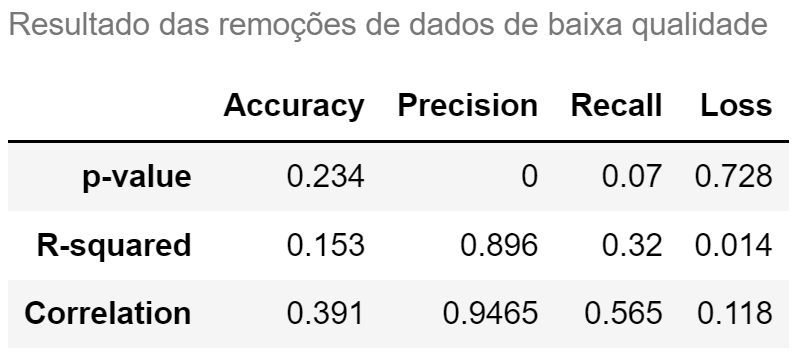 Resultado das remoções de dados de baixa qualidade
Accuracy Precision Recall Loss
p-value 0.234 0 0.07 0.728
R-squared 0.153 0.896 0.32 0.014
Correlation 0.391 0.9465 0.565 0.118